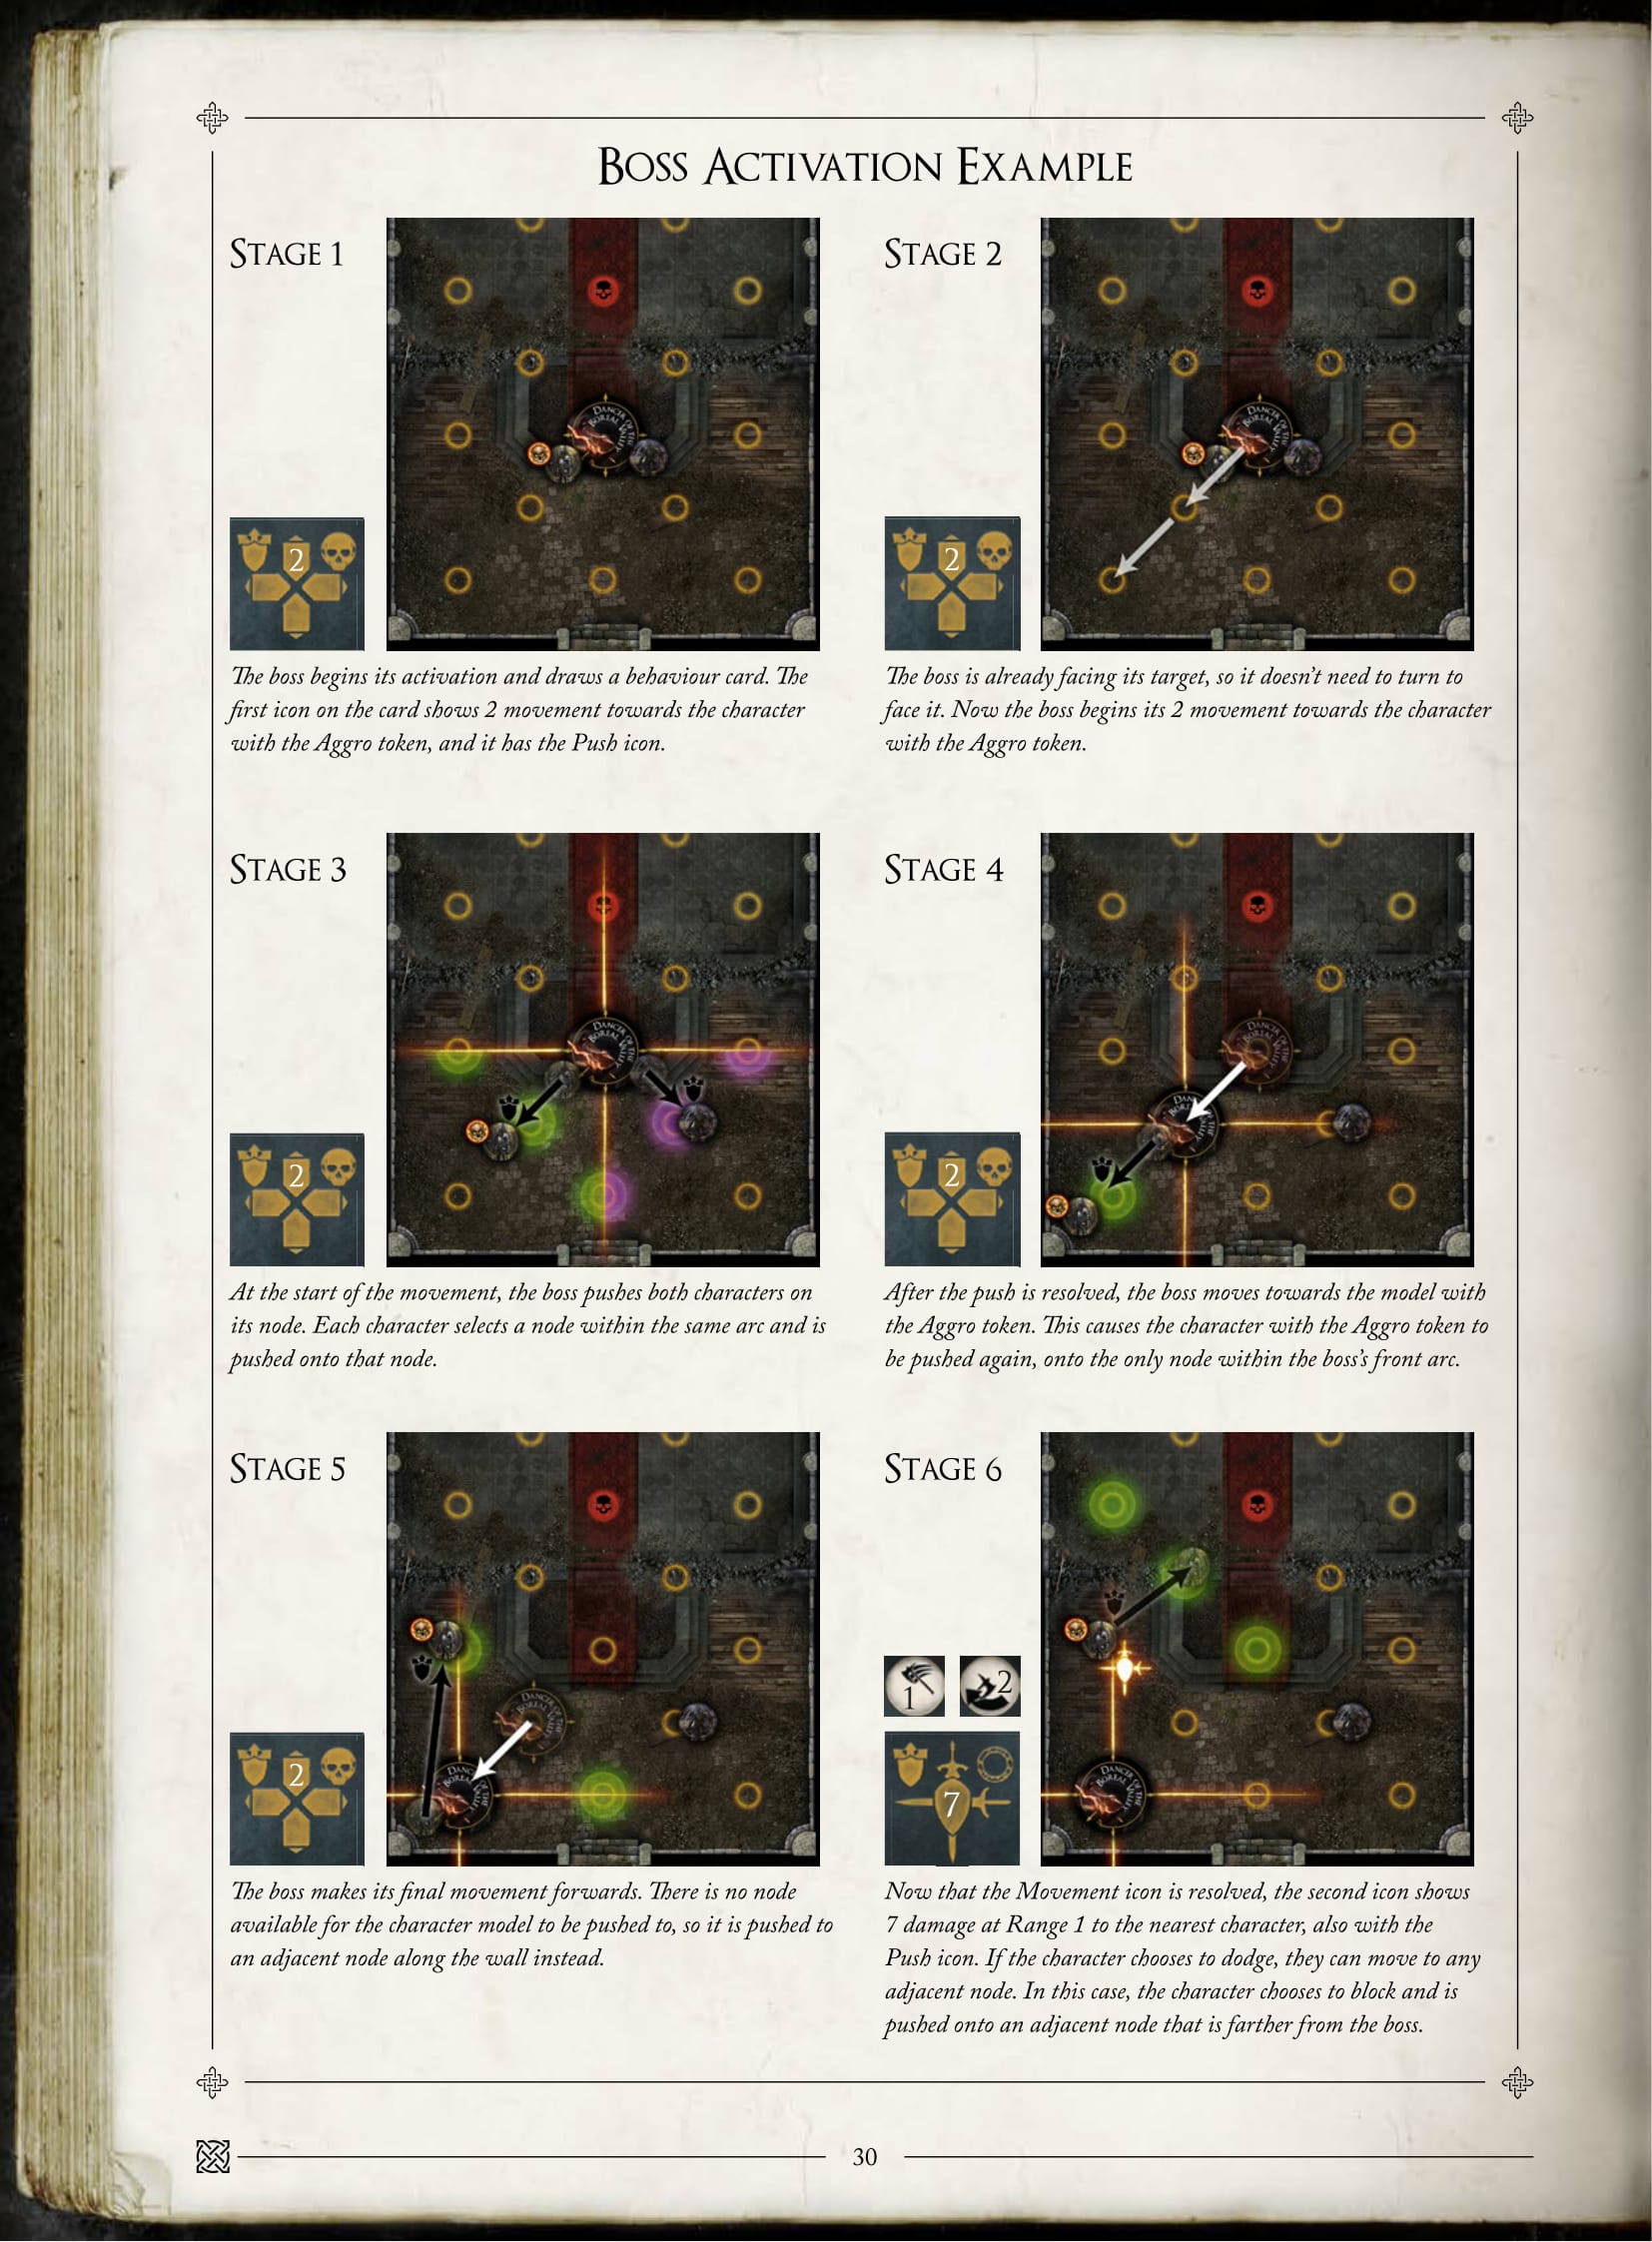 Boss Activation Example
Stage 1
2
The boss begins its activation and draws a behaviour card. The
first icon on the card shows 2 movement towards the character
with the Aggro token, and it has the Push icon.
Stage 2
2
The boss is already facing its target, so it doesn't need to turn to
face it. Now the boss begins its 2 movement towards the character
with the Aggro token.
Stage 3
2
At the start of the movement, the boss pushes both characters on
its node. Each character selects a node within the same arc and is
pushed onto that node.
Stage 4
2
After the push is resolved, the boss moves towards the model with
the Aggro token. This causes the character with the Aggro token to
be pushed again, onto the only node within the boss's front arc.
Stage 5
2
The boss makes its final movement forwards. There is no node
available for the character model to be pushed to, so it is pushed to
an adjacent node along the wall instead.
Stage 6
1 2
7
Now that the Movement icon is resolved, the second icon shows
7 damage at Range 1 to the nearest character, also with the
Push icon. If the character chooses to dodge, they can move to any
adjacent node. In this case, the character chooses to block and is
pushed onto an adjacent node that is farther from the boss.
30